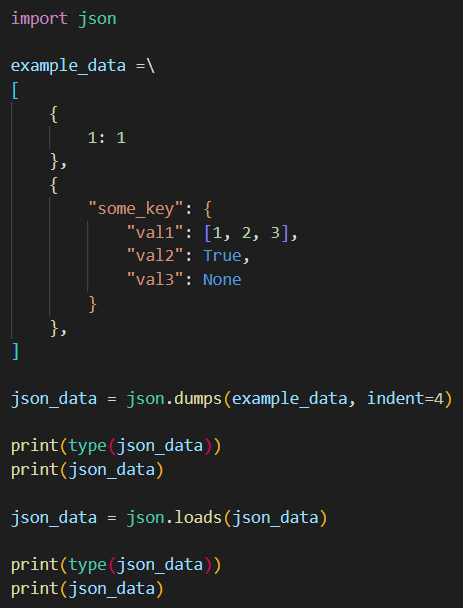 import json

example_data =\
[
    {
        1: 1
    },
    {
        "some_key": {
            "val1": [1, 2, 3],
            "val2": True,
            "val3": None
        }
    },
]

json_data = json.dumps(example_data, indent=4)

print(type(json_data))
print(json_data)

json_data = json.loads(json_data)

print(type(json_data))
print(json_data)